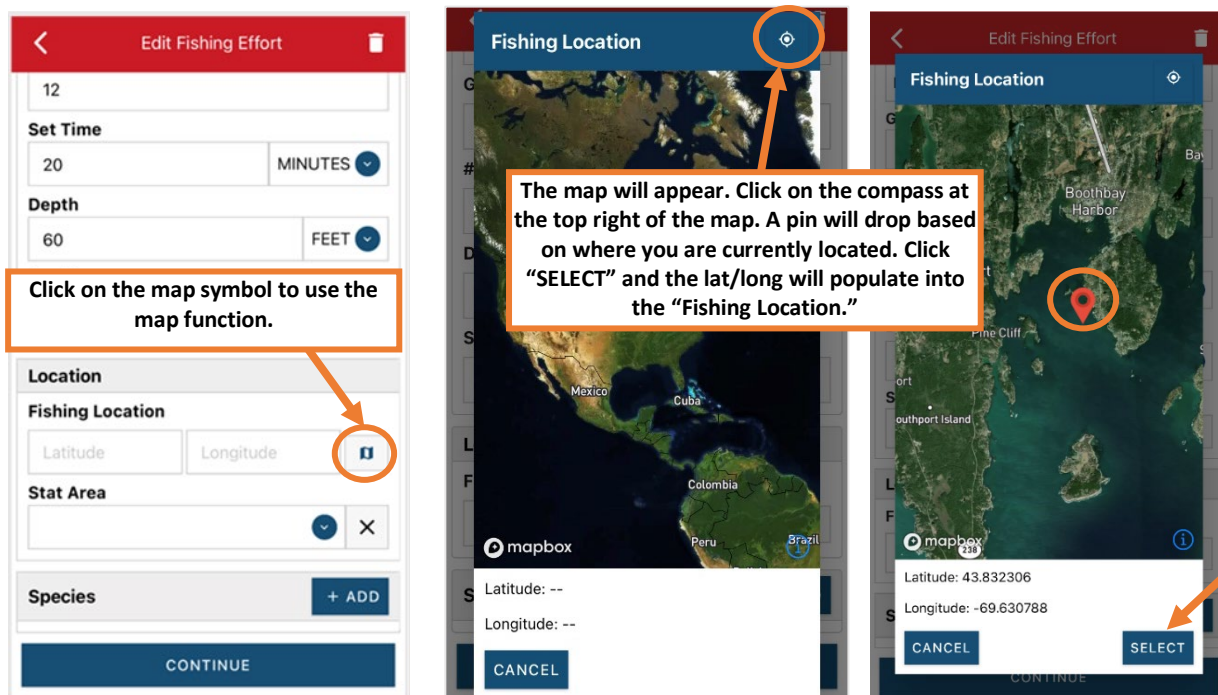 Edit Fishing Effort
12
Set Time
20
MINUTES
Depth
60
FEET
Click on the map symbol to use the
map function.
Location
Fishing Location
Latitude
Longitude
Stat Area
Species
+ ADD
CONTINUE
Fishing Location
G
#
D
S
L
F
S
The map will appear. Click on the compass at
the top right of the map. A pin will drop based
on where you are currently located. Click
“SELECT” and the lat/long will populate into
the “Fishing Location.”
Mexico
Cuba
Colombia
Peru
Brazil
mapbox
Latitude: --
Longitude: --
CANCEL
Edit Fishing Effort
Fishing Location
G
Bay
Boothbay
Harbor
rt
Pine Cliff
ort
S
outhport Island
S
L
F
mapbox
238
Latitude: 43.832306
Longitude: -69.630788
S
CANCEL
SELECT
CONTINUE